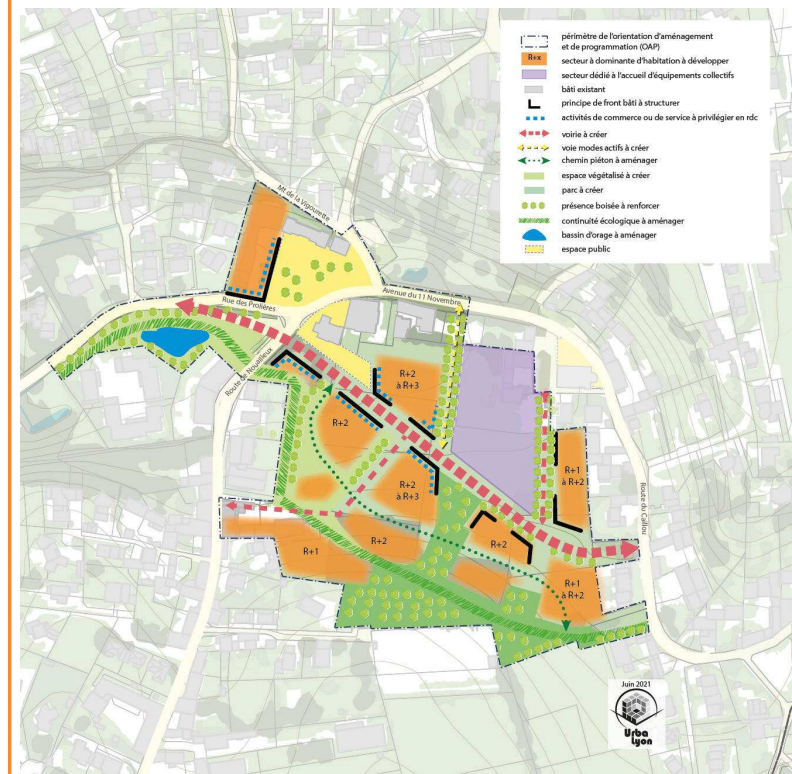 périmètre de l'orientation d'aménagement
et de programmation (OAP)
R+x
secteur à dominante d'habitation à développer
secteur dédié à l'accueil d'équipements collectifs
bâti existant
principe de front bâti à structurer
activités de commerce ou de service à privilégier en rdc
voirie à créer
voie modes actifs à créer
chemin piéton à aménager
espace végétalisé à créer
parc à créer
présence boisée à renforcer
continuité écologique à aménager
bassin d'orage à aménager
espace public
Mt de la Vigourette
Avenue du 11 Novembre
Rue des Prolières
Route de Nouailleux
R+2
à R+3
R+2
R+2
à R+3
R+1
à R+2
Route du Caillou
R+1
R+2
R+2
R+1
à R+2
Juin 2021
Urba
Lyon